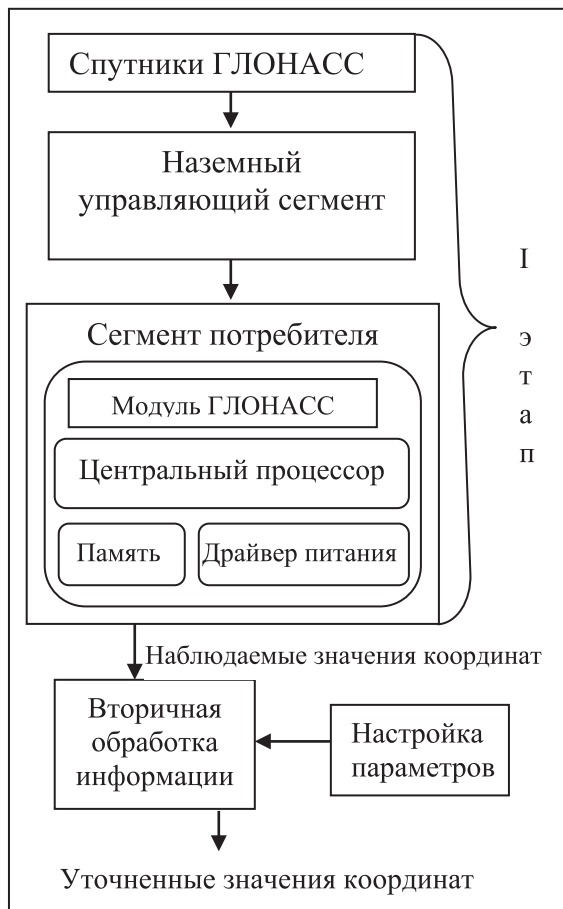 Спутники ГЛОНАСС
Наземный
управляющий сегмент
Сегмент потребителя
Модуль ГЛОНАСС
Центральный процессор
Память
Драйвер питания
I
э
т
а
п
Наблюдаемые значения координат
Вторичная
обработка
информации
Настройка
параметров
Уточненные значения координат